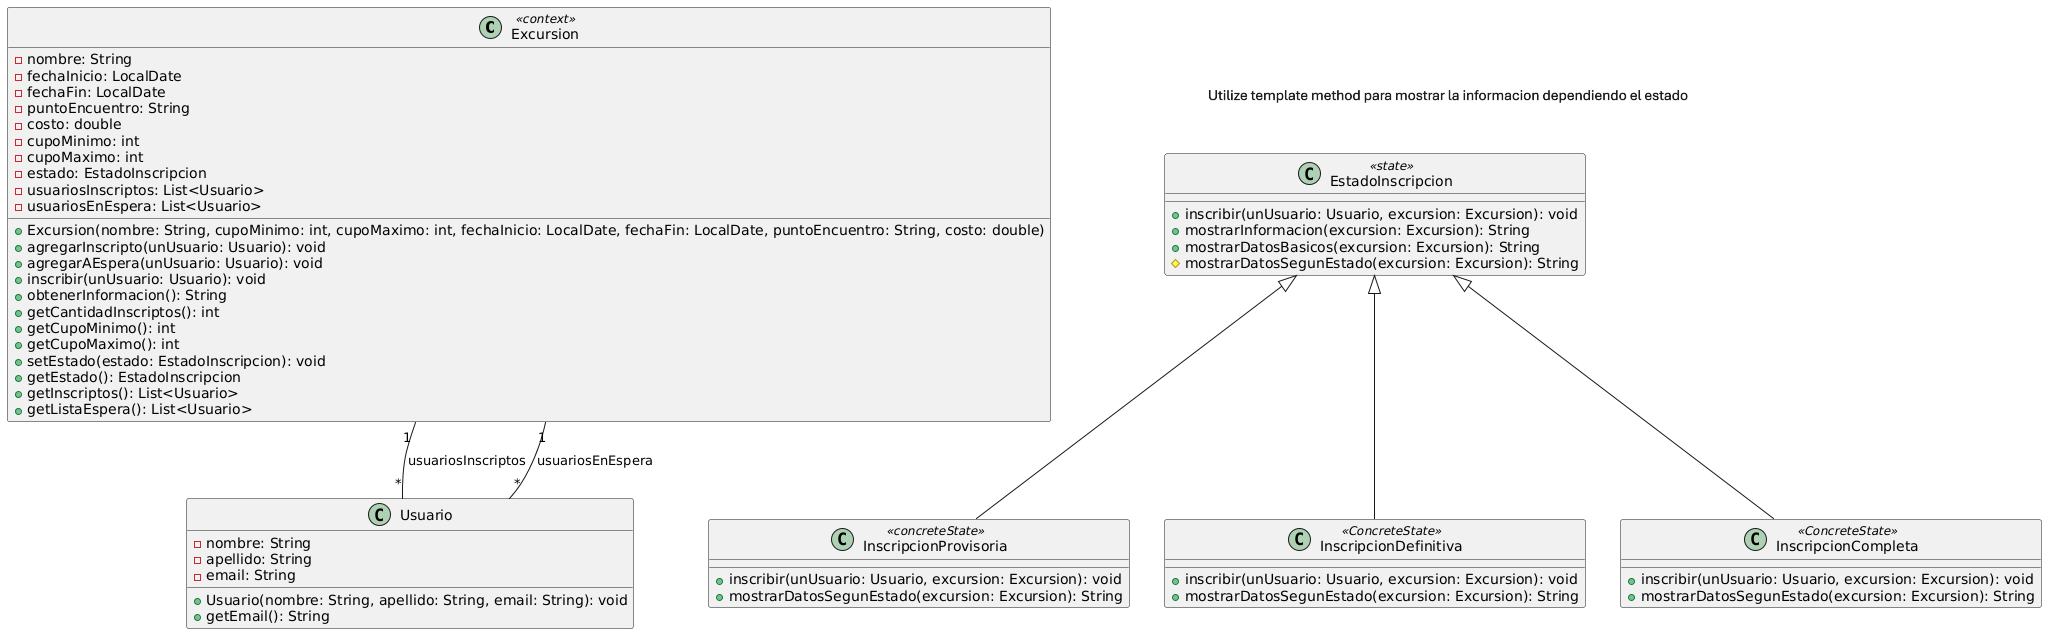 «context»
Excursion
nombre: String
fechaInicio: LocalDate
fechaFin: LocalDate
puntoEncuentro: String
costo: double
cupoMinimo: int
cupoMaximo: int
estado: EstadoInscripcion
usuariosInscriptos: List<Usuario>
usuariosEnEspera: List<Usuario>
Excursion(nombre: String, cupoMinimo: int, cupoMaximo: int, fechaInicio: LocalDate, fechaFin: LocalDate, puntoEncuentro: String, costo: double)
agregarInscripto(unUsuario: Usuario): void
agregarAEspera(unUsuario: Usuario): void
inscribir(unUsuario: Usuario): void
obtenerInformacion(): String
getCantidadInscriptos(): int
getCupoMinimo(): int
getCupoMaximo(): int
setEstado(estado: EstadoInscripcion): void
getEstado(): EstadoInscripcion
getInscriptos(): List<Usuario>
getListaEspera(): List<Usuario>
Utilize template method para mostrar la informacion dependiendo el estado
«state»
EstadoInscripcion
inscribir(unUsuario: Usuario, excursion: Excursion): void
mostrarInformacion(excursion: Excursion): String
mostrarDatosBasicos(excursion: Excursion): String
mostrarDatosSegunEstado(excursion: Excursion): String
1
usuariosInscriptos
*
1
usuariosEnEspera
*
Usuario
nombre: String
apellido: String
email: String
Usuario(nombre: String, apellido: String, email: String): void
getEmail(): String
«concreteState»
InscripcionProvisoria
inscribir(unUsuario: Usuario, excursion: Excursion): void
mostrarDatosSegunEstado(excursion: Excursion): String
«ConcreteState»
InscripcionDefinitiva
inscribir(unUsuario: Usuario, excursion: Excursion): void
mostrarDatosSegunEstado(excursion: Excursion): String
«ConcreteState»
InscripcionCompleta
inscribir(unUsuario: Usuario, excursion: Excursion): void
mostrarDatosSegunEstado(excursion: Excursion): String